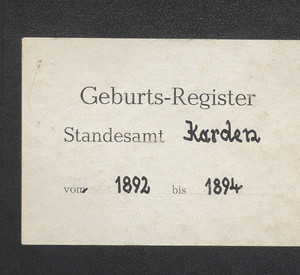 Geburts-Register
Standesamt Karden
von 1892 bis 1894